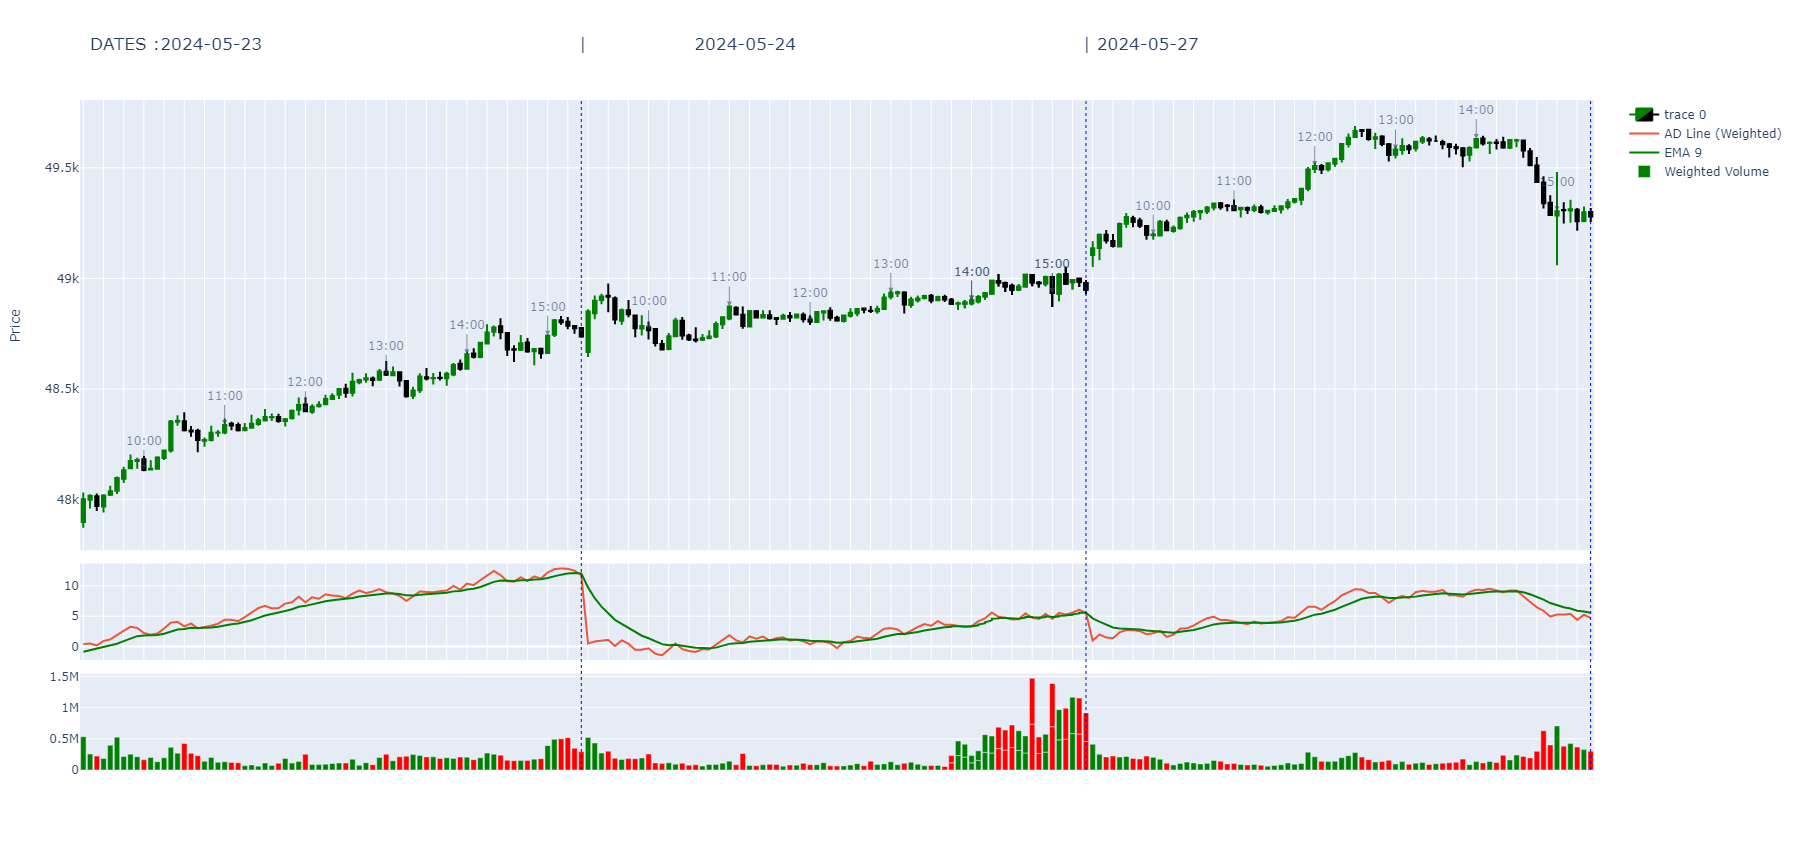 DATES :2024-05-23 | 2024-05-24 | 2024-05-27
trace 0
AD Line (Weighted)
EMA 9
Weighted Volume
Price
49.5k
49k
48.5k
48k
10:00
11:00
12:00
13:00
14:00
15:00
10:00
11:00
12:00
13:00
14:00
15:00
10:00
11:00
12:00
13:00
14:00
15:00
10
5
0
1.5M
1M
0.5M
0